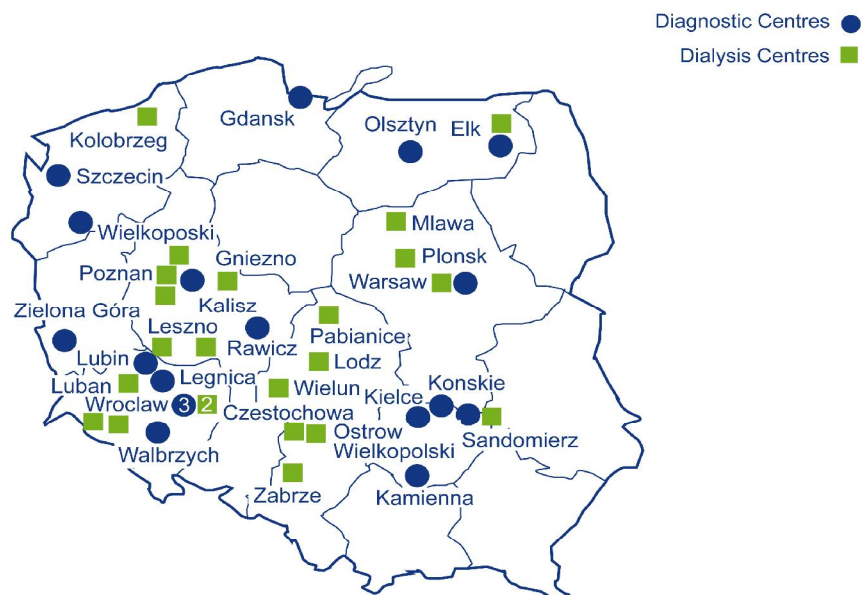 Diagnostic Centres
Dialysis Centres
Gdansk
Kolobrzeg
Olsztyn
Elk
Szczecin
Wielkoposki
Mlawa
Gniezno
Plonsk
Poznan
Warsaw
Kalisz
Zielona Góra
Leszno
Pabianice
Rawicz
Lubin
Lodz
Legnica
Luban
Wielun
Konskie
Kielce
Wroclaw
3
2
Czestochowa
Ostrow
Wielkopolski
Sandomierz
Walbrzych
Zabrze
Kamienna